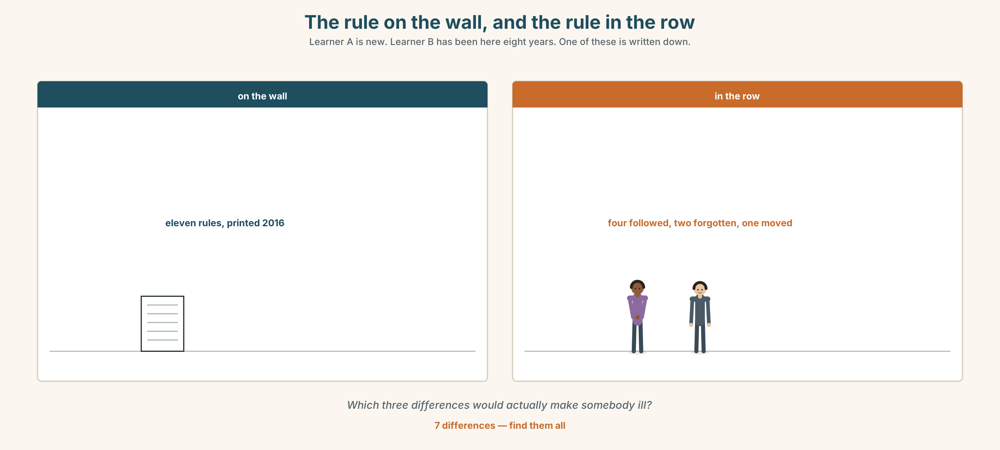 The rule on the wall, and the rule in the row
Learner A is new. Learner B has been here eight years. One of these is written down.
on the wall
eleven rules, printed 2016
in the row
four followed, two forgotten, one moved
Which three differences would actually make somebody ill?
7 differences — find them all